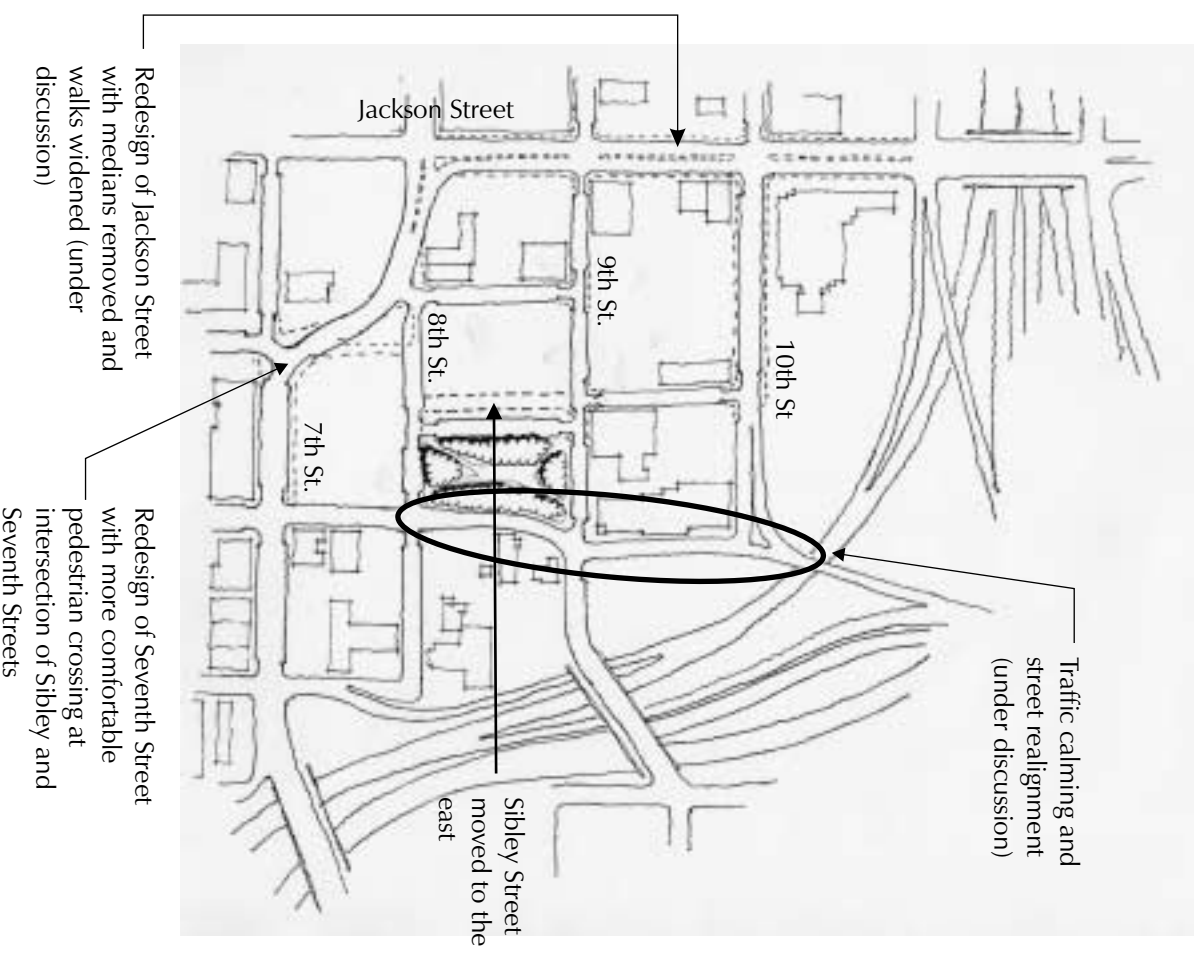 Jackson Street
Redesign of Jackson Street
with medians removed and
walks widened (under
discussion)
9th St.
10th St
8th St.
7th St.
Redesign of Seventh Street
with more comfortable
pedestrian crossing at
intersection of Sibley and
Seventh Streets
Traffic calming and
street realignment
(under discussion)
Sibley Street
moved to the
east